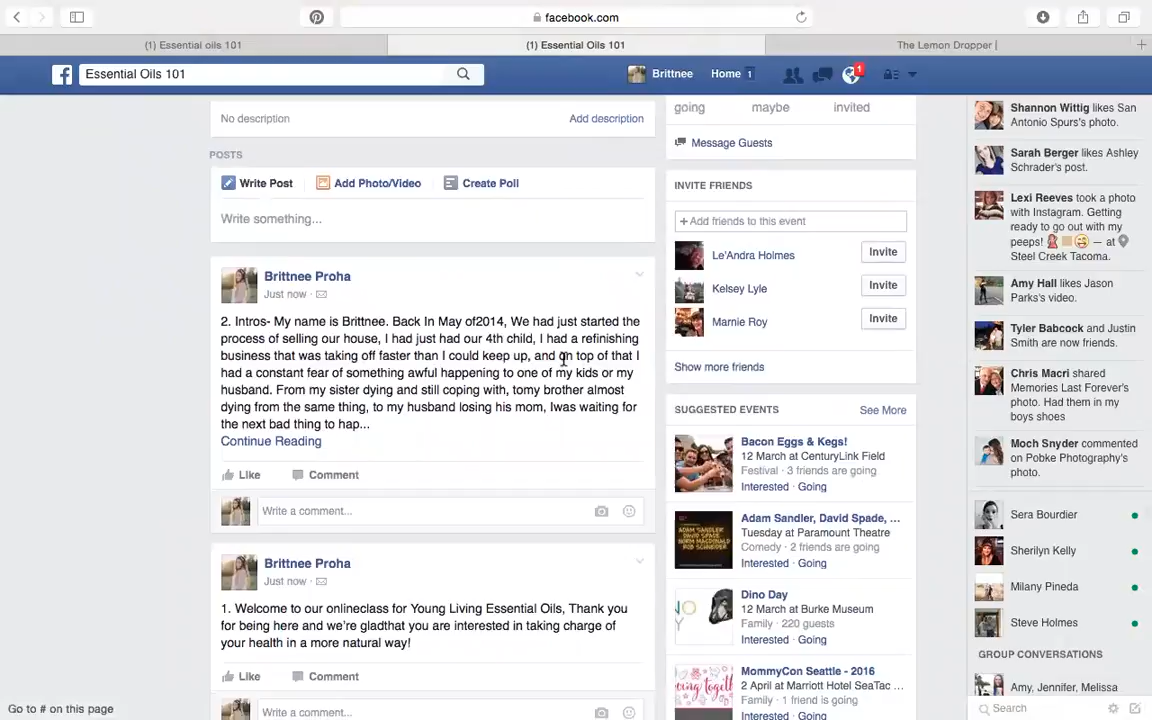 facebook.com
(1) Essential oils 101
(1) Essential Oils 101
The Lemon Dropper |
Essential Oils 101
Brittnee
Home 1
1
No description
Add description
POSTS
Write Post
Add Photo/Video
Create Poll
Write something...
Brittnee Proha
Just now ·
2. Intros- My name is Brittnee. Back In May of2014, We had just started the
process of selling our house, I had just had our 4th child, I had a refinishing
business that was taking off faster than I could keep up, and on top of that I
had a constant fear of something awful happening to one of my kids or my
husband. From my sister dying and still coping with, tomy brother almost
dying from the same thing, to my husband losing his mom, Iwas waiting for
the next bad thing to hap...
Continue Reading
Like
Comment
Write a comment...
Brittnee Proha
Just now ·
1. Welcome to our onlineclass for Young Living Essential Oils, Thank you
for being here and we're gladthat you are interested in taking charge of
your health in a more natural way!
Like
Comment
Write a comment...
going
maybe
invited
Message Guests
INVITE FRIENDS
+ Add friends to this event
Le'Andra Holmes
Invite
Kelsey Lyle
Invite
Marnie Roy
Invite
Show more friends
SUGGESTED EVENTS
See More
Bacon Eggs & Kegs!
12 March at CenturyLink Field
Festival · 3 friends are going
Interested · Going
Adam Sandler, David Spade, ...
Tuesday at Paramount Theatre
Comedy · 2 friends are going
Interested · Going
ADAM SANDLER
DAVID SPADE
NORM MACDONALD
ROB SCHNEIDER
Dino Day
12 March at Burke Museum
Family · 220 guests
Interested · Going
MommyCon Seattle - 2016
2 April at Marriott Hotel SeaTac ...
Family · 1 friend is going
Interested · Going
Shannon Wittig likes San
Antonio Spurs's photo.
Sarah Berger likes Ashley
Schrader's post.
Lexi Reeves took a photo
with Instagram. Getting
ready to go out with my
peeps! — at
Steel Creek Tacoma.
Amy Hall likes Jason
Parks's video.
Tyler Babcock and Justin
Smith are now friends.
Chris Macri shared
Memories Last Forever's
photo. Had them in my
boys shoes
Moch Snyder commented
on Pobke Photography's
photo.
Sera Bourdier
Sherilyn Kelly
Milany Pineda
Steve Holmes
GROUP CONVERSATIONS
Amy, Jennifer, Melissa
Search
Go to # on this page